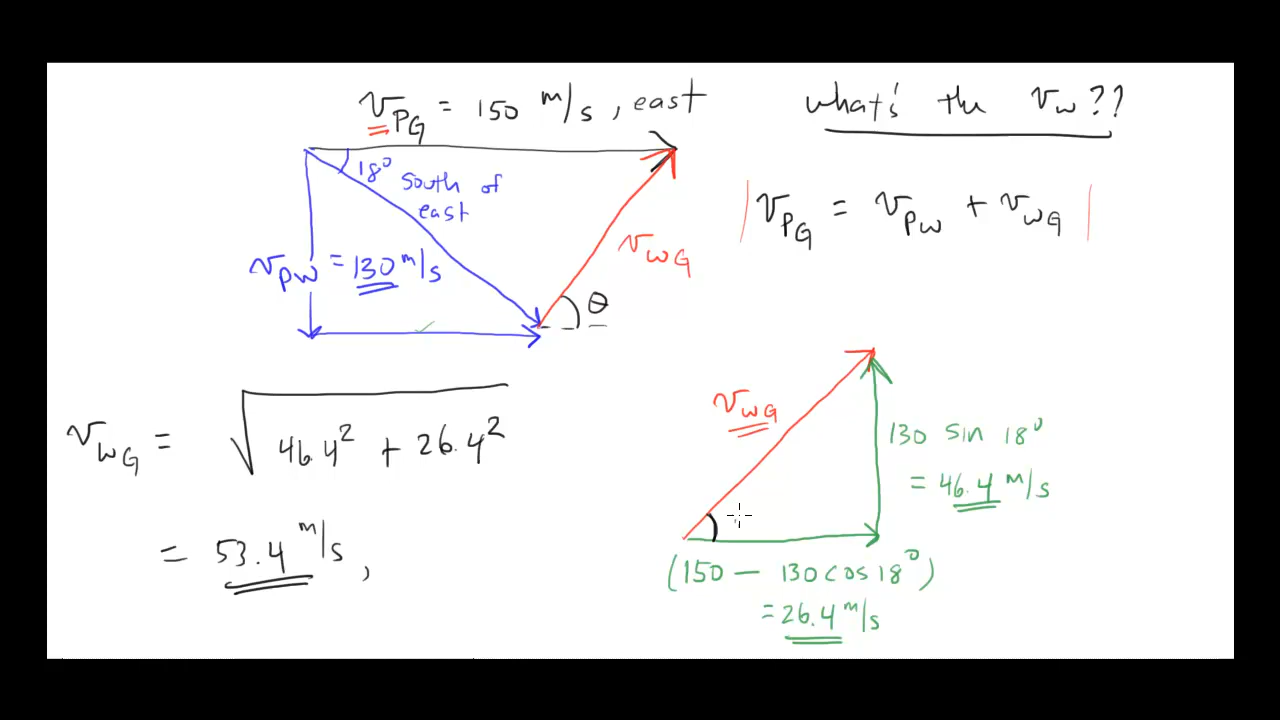 v_PG = 150 m/s, east
what's the v_w??
18° south of
east
v_PG = v_PW + v_WG
v_PW = 130 m/s
v_WG
θ
v_WG = √46.4² + 26.4²
= 53.4 m/s,
v_WG
130 sin 18°
= 46.4 m/s
(150 − 130 cos 18°)
= 26.4 m/s